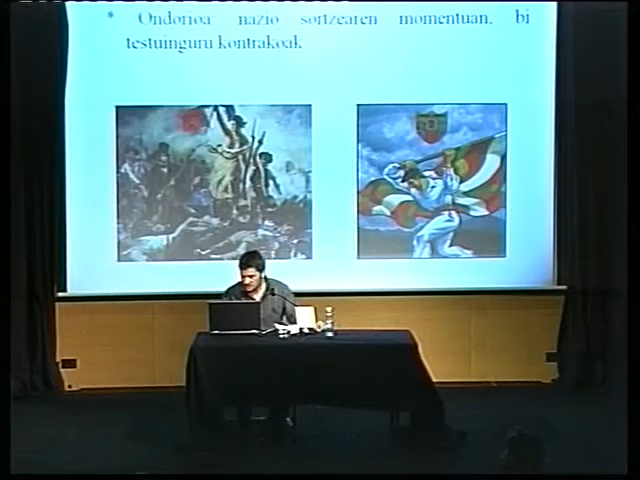 * Ondorioa: nazio sortzearen momentuan, bi
testuinguru kontrakoak